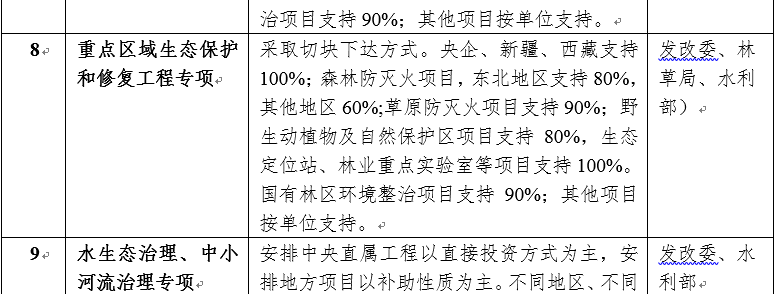 治项目支持 90%；其他项目按单位支持。
8
重点区域生态保护
和修复工程专项
采取切块下达方式。央企、新疆、西藏支持
100%；森林防灭火项目，东北地区支持 80%，
其他地区 60%;草原防灭火项目支持 90%；野
生动植物及自然保护区项目支持 80%，生态
定位站、林业重点实验室等项目支持 100%。
国有林区环境整治项目支持 90%；其他项目
按单位支持。
发改委、林
草局、水利
部）
9
水生态治理、中小
河流治理专项
安排中央直属工程以直接投资方式为主，安
排地方项目以补助性质为主。不同地区、不同
发改委、水
利部